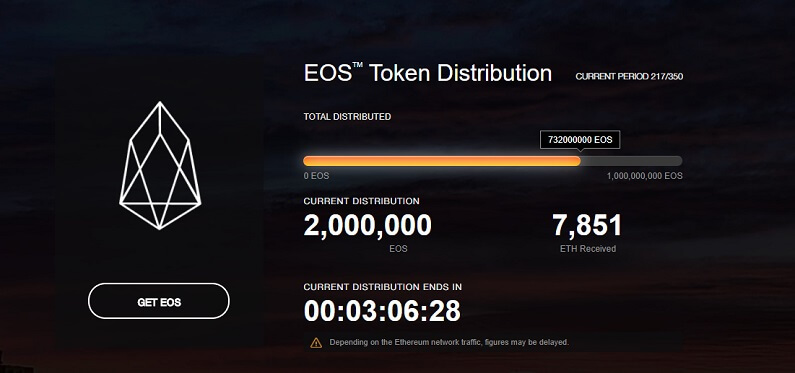 EOS™ Token Distribution
CURRENT PERIOD 217/350
TOTAL DISTRIBUTED
732000000 EOS
0 EOS
1,000,000,000 EOS
CURRENT DISTRIBUTION
2,000,000
7,851
EOS
ETH Received
CURRENT DISTRIBUTION ENDS IN
00:03:06:28
GET EOS
Depending on the Ethereum network traffic, figures may be delayed.